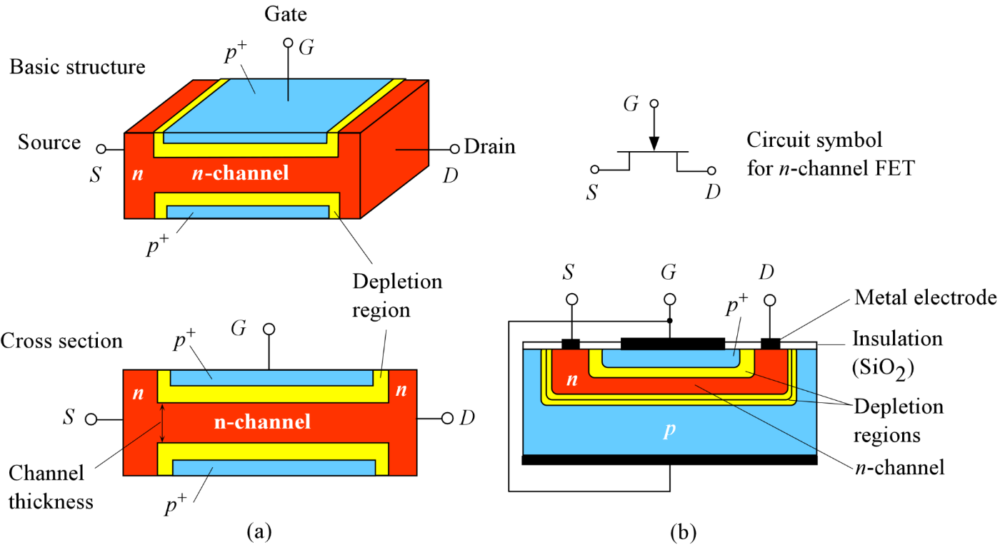 Gate
G
p+
Basic structure
Source
S
n
n-channel
Drain
D
p+
Depletion
region
Cross section
p+
G
n
n
S
n-channel
D
Channel
thickness
p+
(a)
G
S
D
Circuit symbol
for n-channel FET
S
G
D
p+
Metal electrode
Insulation
(SiO2)
n
Depletion
regions
p
n-channel
(b)